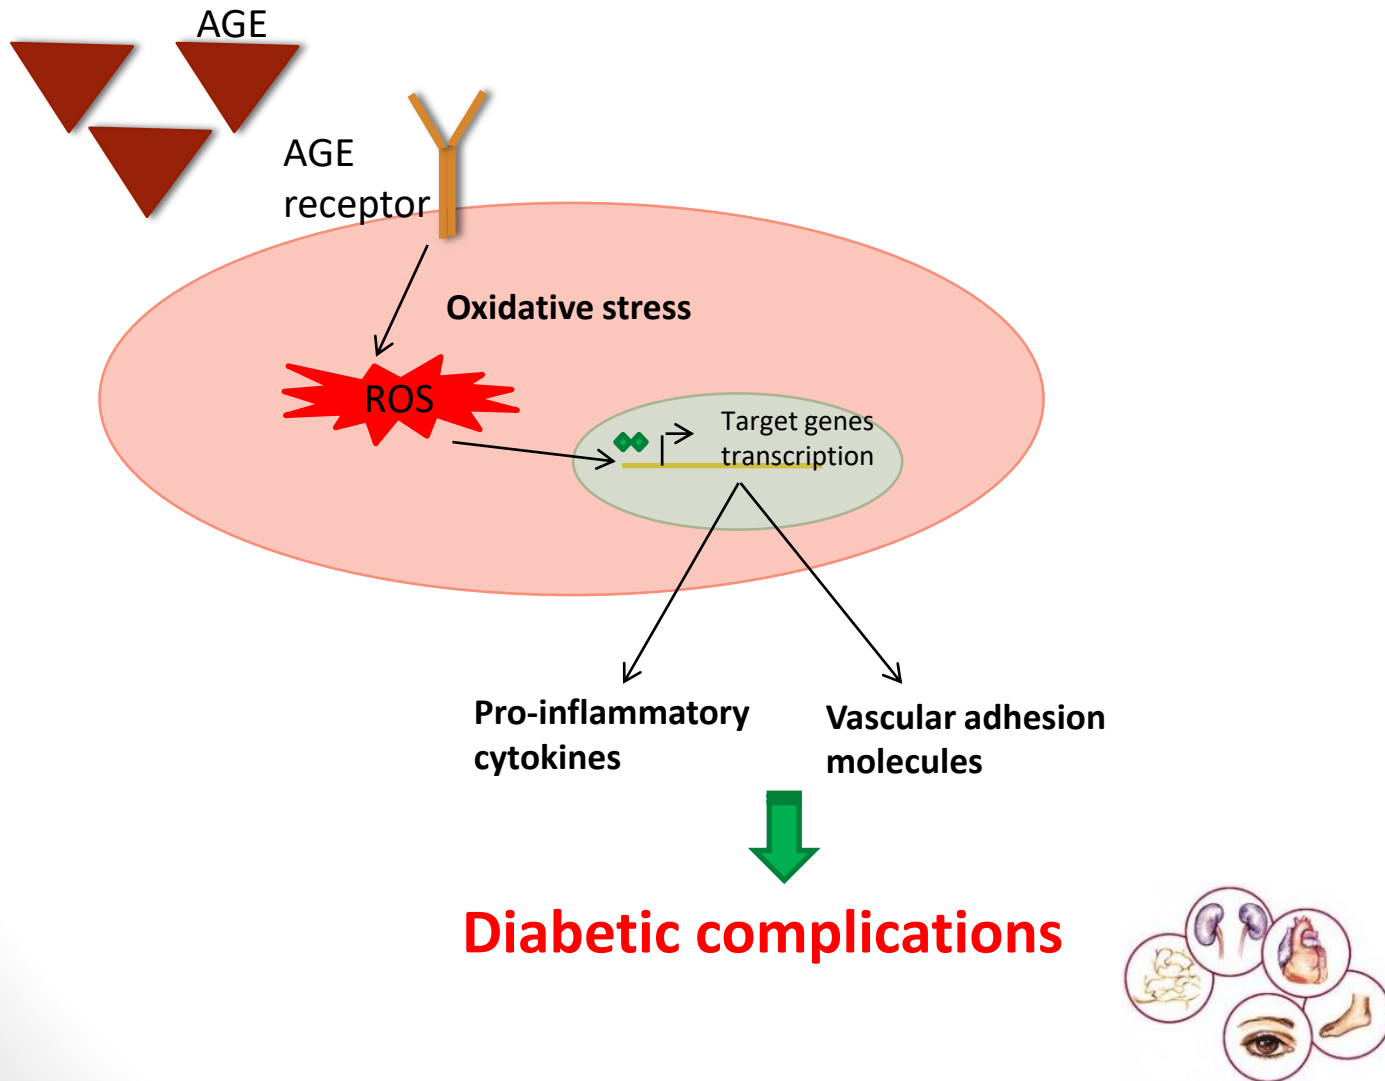 AGE
AGE
receptor
Oxidative stress
ROS
Target genes
transcription
Pro-inflammatory
cytokines
Vascular adhesion
molecules
Diabetic complications